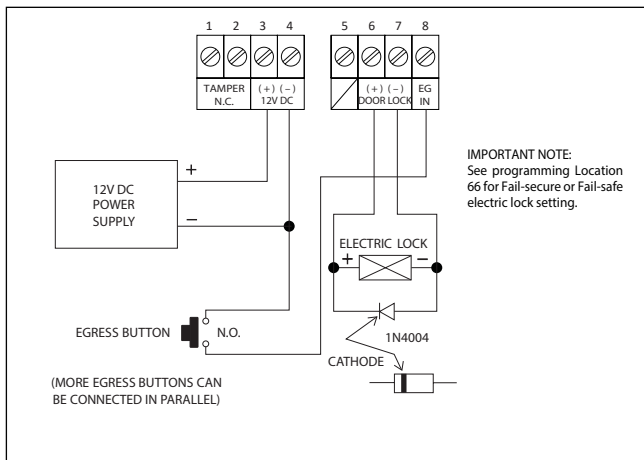 1 2 3 4 5 6 7 8
TAMPER
N.C.
(+) (−)
12V DC
(+) (−)
DOOR LOCK
EG
IN
12V DC
POWER
SUPPLY
+
−
IMPORTANT NOTE:
See programming Location
66 for Fail-secure or Fail-safe
electric lock setting.
ELECTRIC LOCK
+ −
EGRESS BUTTON
N.O.
1N4004
CATHODE
(MORE EGRESS BUTTONS CAN
BE CONNECTED IN PARALLEL)